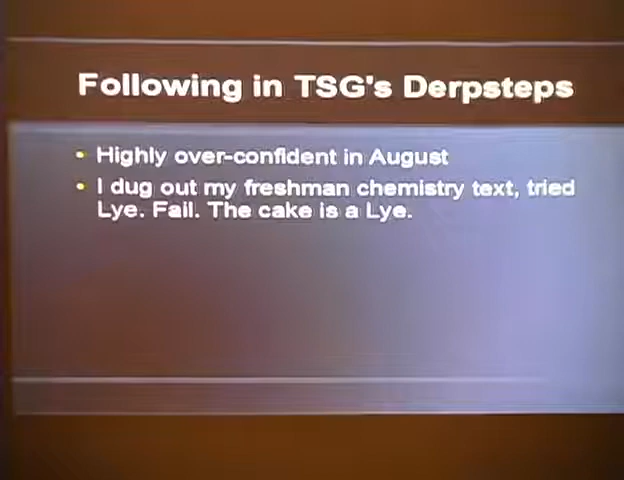 Following in TSG's Derpsteps
• Highly over-confident in August
• I dug out my freshman chemistry text, tried
Lye. Fail. The cake is a Lye.